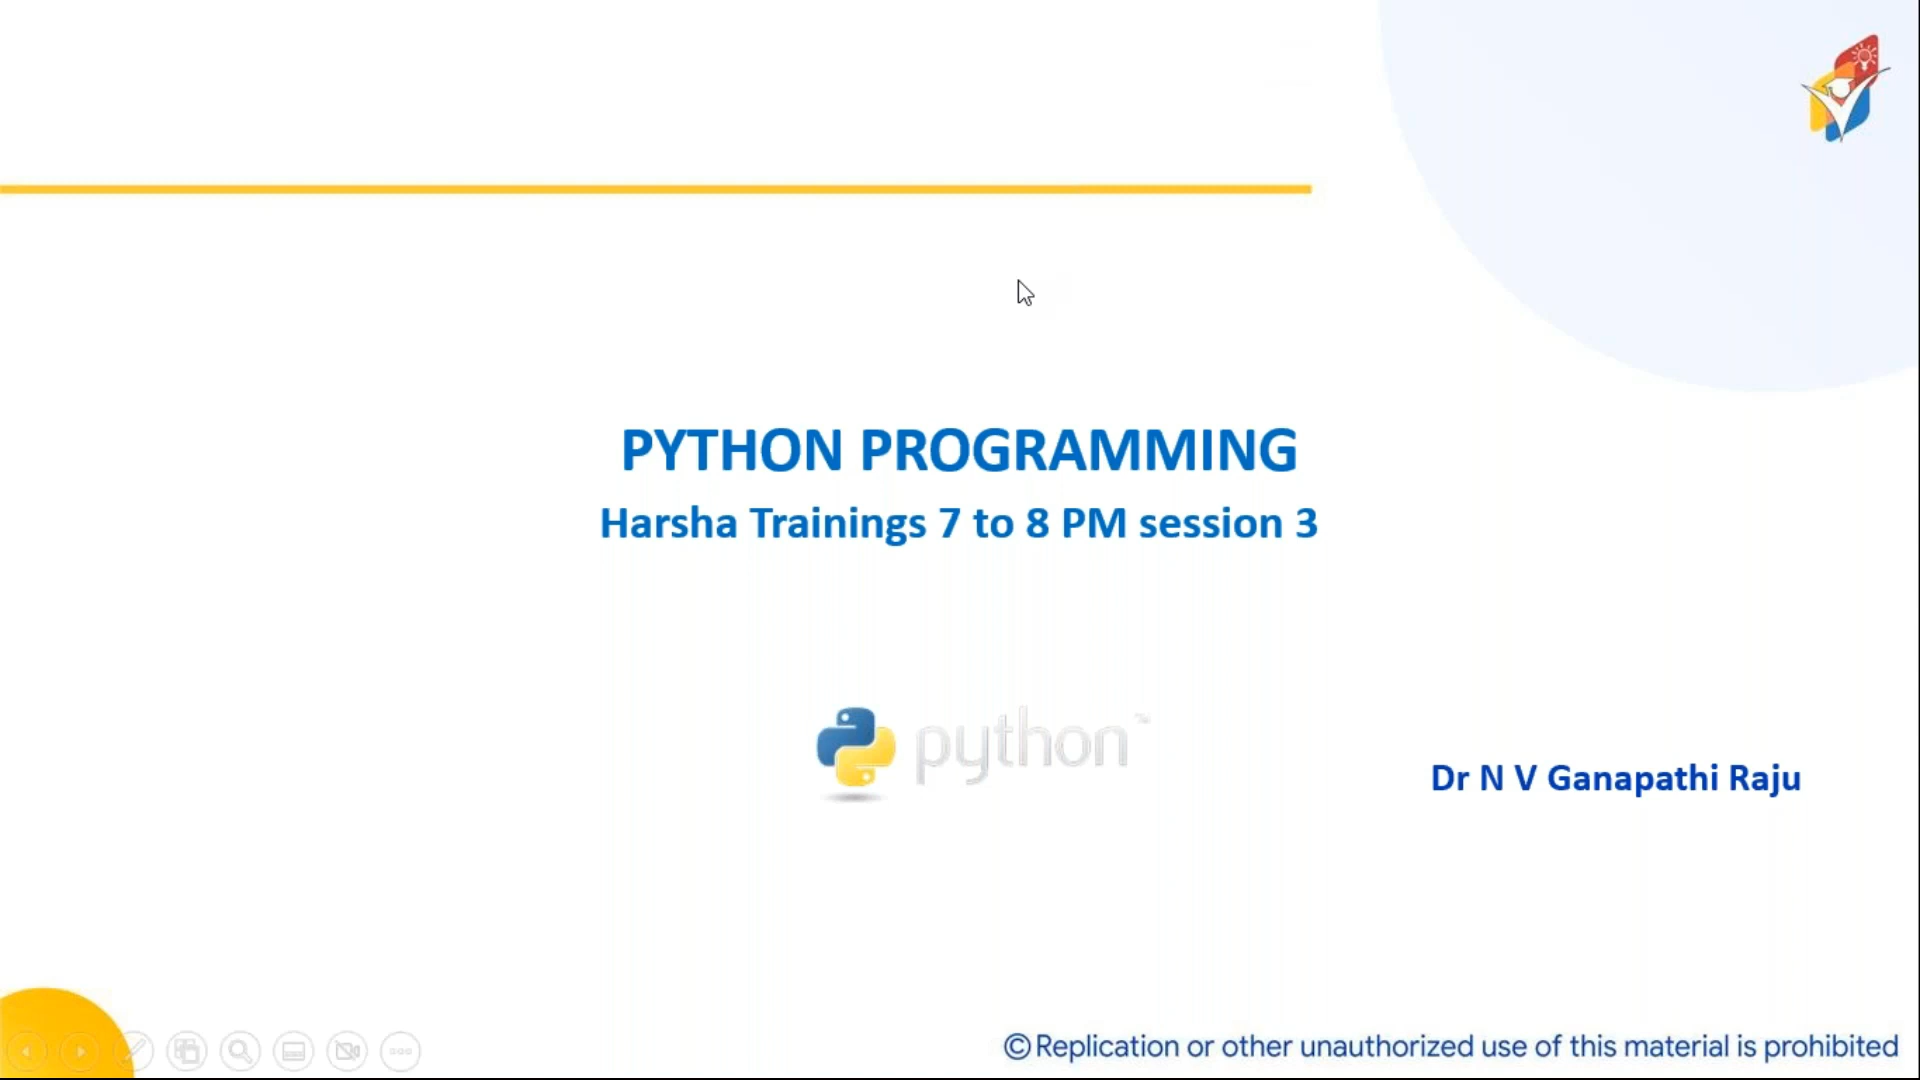 PYTHON PROGRAMMING
Harsha Trainings 7 to 8 PM session 3
python™
Dr N V Ganapathi Raju
©Replication or other unauthorized use of this material is prohibited